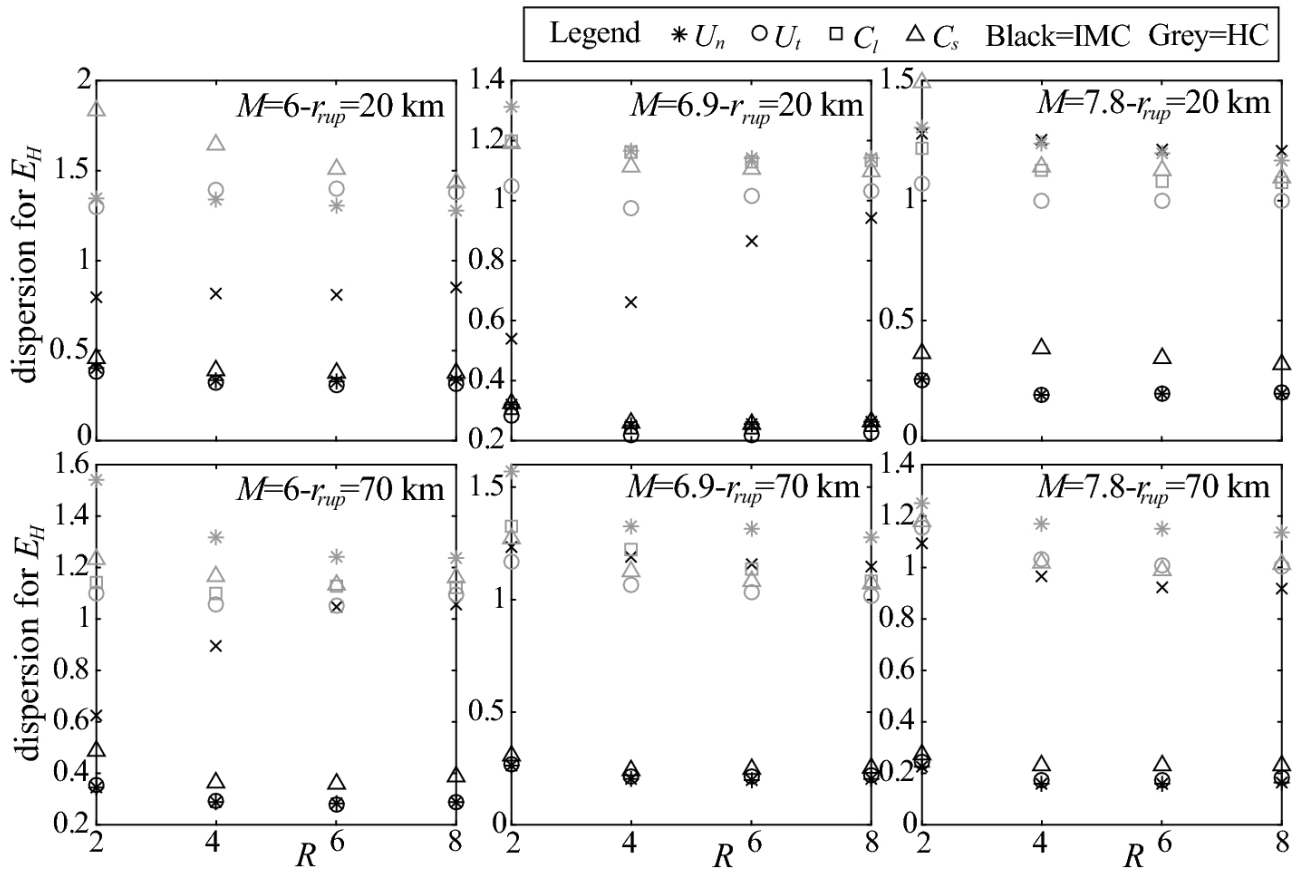 Legend U_n U_t C_l C_s Black=IMC Grey=HC
dispersion for E_H
M=6-r_rup=20 km
2
1.5
1
0.5
0
M=6.9-r_rup=20 km
1.4
1.2
1
0.8
0.6
0.4
0.2
M=7.8-r_rup=20 km
1.5
1
0.5
0
dispersion for E_H
M=6-r_rup=70 km
1.6
1.4
1.2
1
0.8
0.6
0.4
0.2
2 4 6 8
R
M=6.9-r_rup=70 km
1.5
1
0.5
0
2 4 6 8
R
M=7.8-r_rup=70 km
1.4
1.2
1
0.8
0.6
0.4
0.2
0
2 4 6 8
R